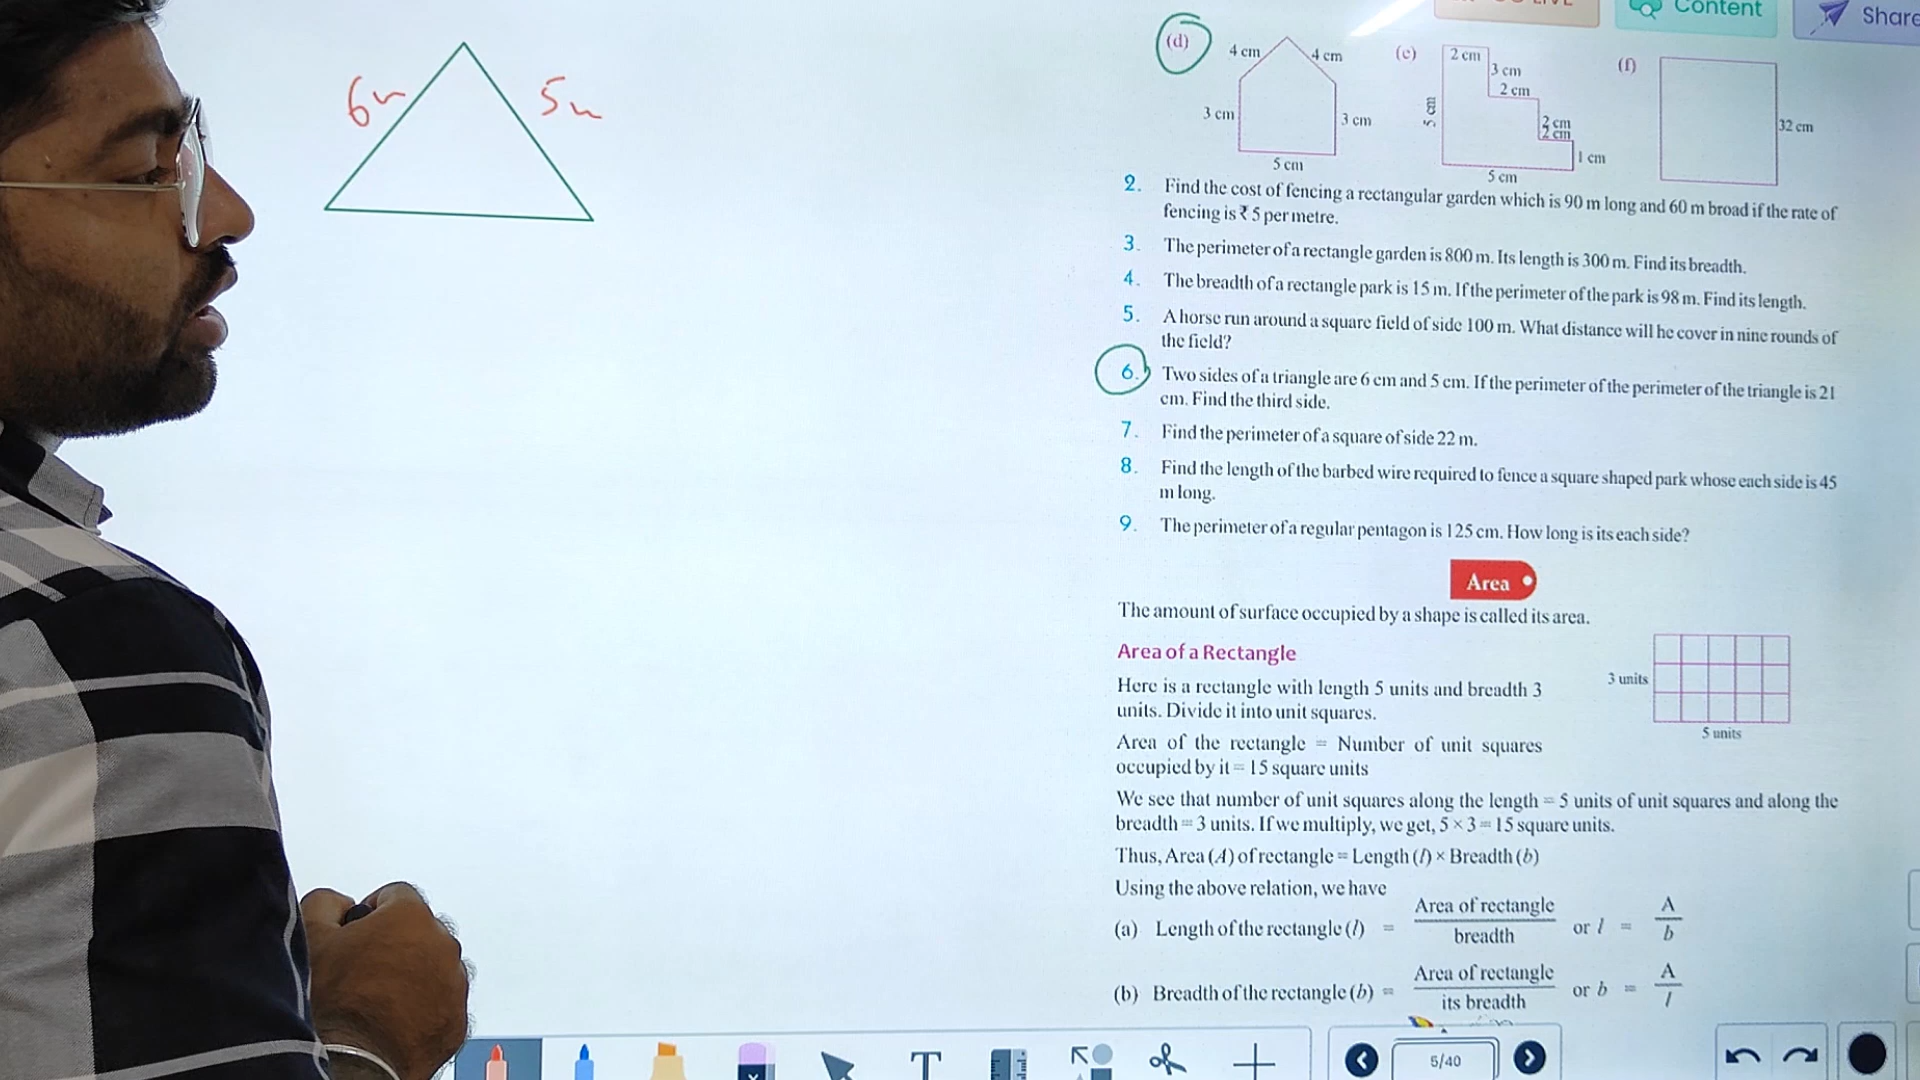 Content
Share
6m
5m
(d)
4 cm
4 cm
3 cm
3 cm
5 cm
(e)
2 cm
3 cm
2 cm
5 cm
2 cm
2 cm
1 cm
5 cm
(f)
32 cm
2. Find the cost of fencing a rectangular garden which is 90 m long and 60 m broad if the rate of
fencing is ₹ 5 per metre.
3. The perimeter of a rectangle garden is 800 m. Its length is 300 m. Find its breadth.
4. The breadth of a rectangle park is 15 m. If the perimeter of the park is 98 m. Find its length.
5. A horse run around a square field of side 100 m. What distance will he cover in nine rounds of
the field?
6. Two sides of a triangle are 6 cm and 5 cm. If the perimeter of the perimeter of the triangle is 21
cm. Find the third side.
7. Find the perimeter of a square of side 22 m.
8. Find the length of the barbed wire required to fence a square shaped park whose each side is 45
m long.
9. The perimeter of a regular pentagon is 125 cm. How long is its each side?
Area
The amount of surface occupied by a shape is called its area.
Area of a Rectangle
Here is a rectangle with length 5 units and breadth 3
units. Divide it into unit squares.
3 units
5 units
Area of the rectangle = Number of unit squares
occupied by it = 15 square units
We see that number of unit squares along the length = 5 units of unit squares and along the
breadth = 3 units. If we multiply, we get, 5 × 3 = 15 square units.
Thus, Area (A) of rectangle = Length (l) × Breadth (b)
Using the above relation, we have
(a) Length of the rectangle (l) = Area of rectangle / breadth or l = A / b
(b) Breadth of the rectangle (b) = Area of rectangle / its breadth or b = A / l
T
5/40